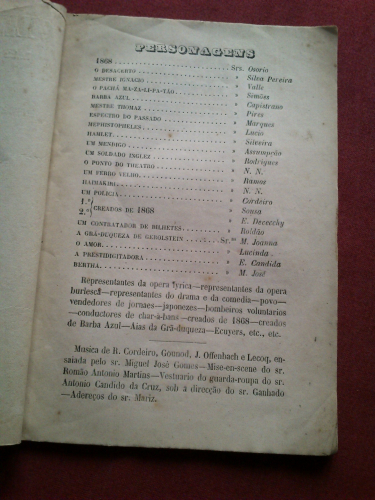 PERSONAGENS
1868 Srs. Osorio
O DESACERTO » Silva Pereira
MESTRE IGNACIO » Valle
O PACHÁ MA-ZA-LI-PA-TÃO » Simões
BARBA AZUL » Capistrano
MESTRE THOMAZ » Pires
ESPECTRO DO PASSADO » Marques
MEPHISTOPHELES » Lucio
HAMLET » Silveira
UM MENDIGO » Assumpção
UM SOLDADO INGLEZ » Rodrigues
O PONTO DO THEATRO » N. N.
UM FERRO VELHO » Ramos
HARAKIRI » N. N.
UM POLICIA » Cordeira
1.º » Sousa
CREADOS DE 1868
2.º » E. Dececchy
UM CONTRATADOR DE BILHETES » Roldão
A GRÃ-DUQUEZA DE GEROLSTEIN Sr.as M. Joanna
O AMOR » Lucinda
A PRESTIDIGITADORA » E. Candida
BERTHA » M. José
Representantes da opera lyrica—representantes da opera
burlesca—representantes do drama e da comedia—povo—
vendedores de jornaes—japonezes—bombeiros voluntarios
—conductores de char-à-bans—creados de 1868—creados
de Barba Azul—Aias da Grã-duqueza—Ecuyers, etc., etc.
Musica de R. Cordeiro, Gounod, J. Offenbach e Lecoq, en-
saiada pelo sr. Miguel José Gomes—Mise-en-scene do sr.
Romão Antonio Martins—Vestuario do guarda-roupa do sr.
Antonio Candido da Cruz, sob a direcção do sr. Ganhado
—Adereços do sr. Mariz.